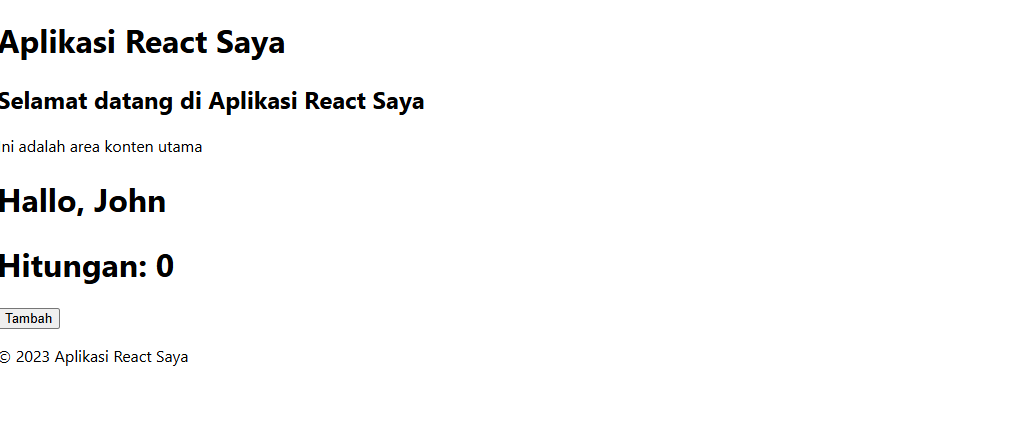 Aplikasi React Saya
Selamat datang di Aplikasi React Saya
Ini adalah area konten utama
Hallo, John
Hitungan: 0
Tambah
© 2023 Aplikasi React Saya